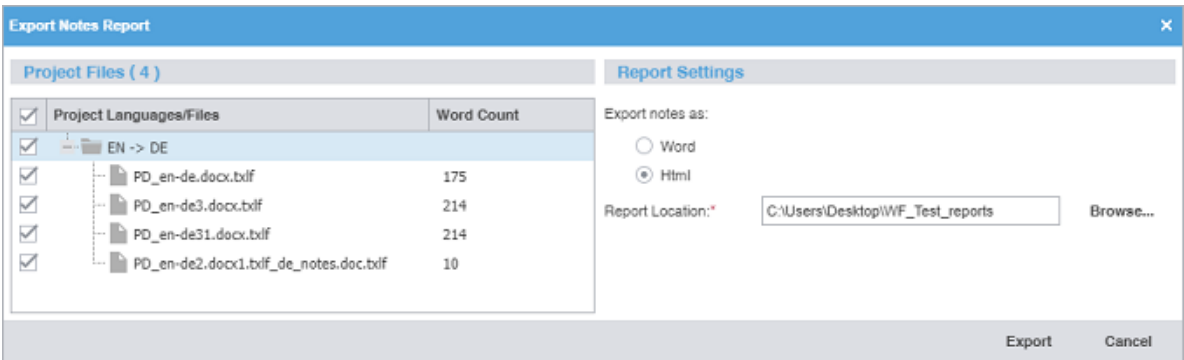 Export Notes Report
Project Files ( 4 )
Project Languages/Files Word Count
EN -> DE
PD_en-de.docx.txlf 175
PD_en-de3.docx.txlf 214
PD_en-de31.docx.txlf 214
PD_en-de2.docx1.txlf_de_notes.doc.txlf 10
Report Settings
Export notes as:
Word
Html
Report Location:* C:\Users\Desktop\WF_Test_reports Browse...
Export Cancel